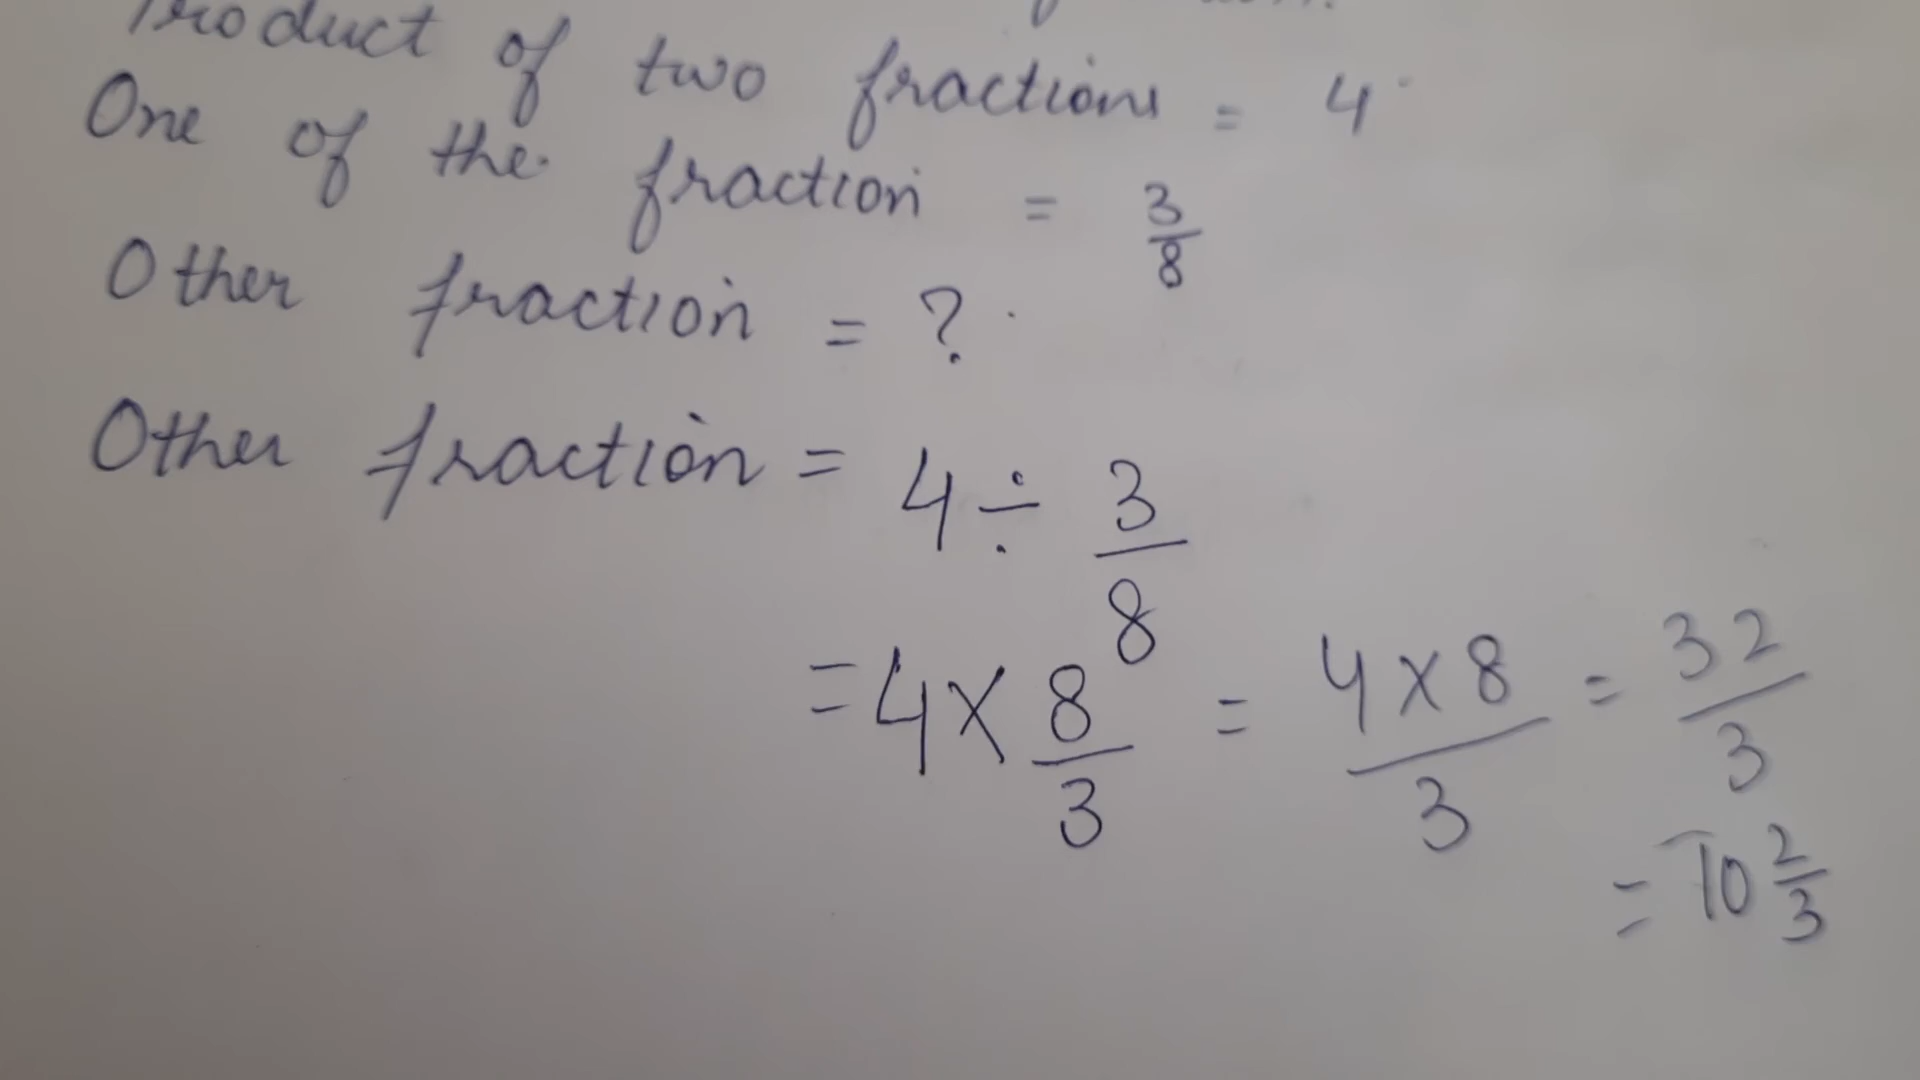 Product of two fractions = 4
One of the fraction = 3/8
Other fraction = ?
Other fraction = 4 ÷ 3/8
= 4 × 8/3 = 4 × 8/3 = 32/3
= 10 2/3